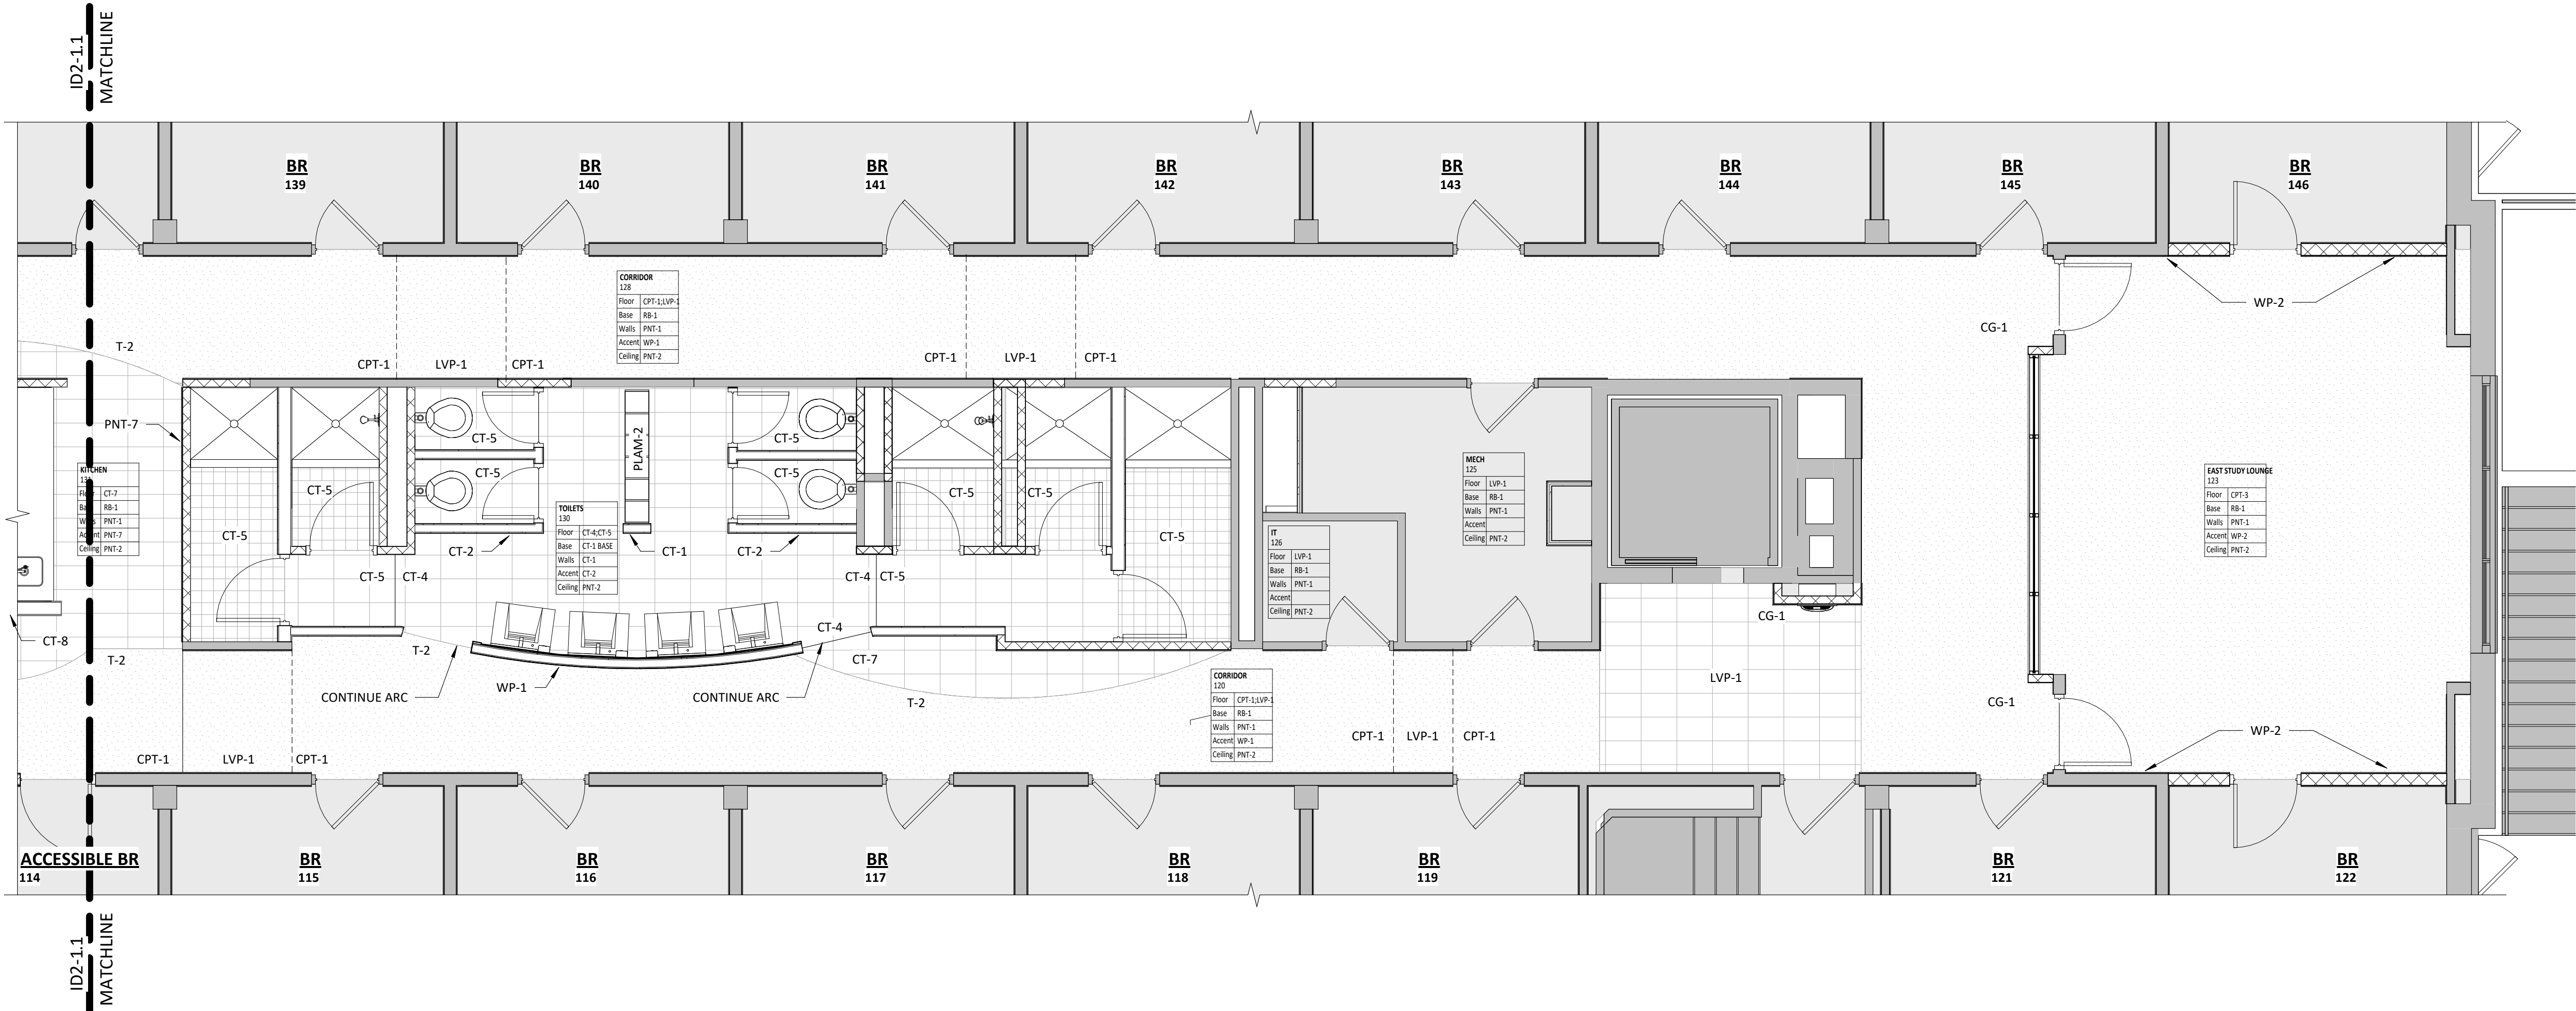 ID2-1.1
MATCHLINE
BR
139
BR
140
BR
141
BR
142
BR
143
BR
144
BR
145
BR
146
CORRIDOR
128
Floor CPT-1;LVP-1
Base RB-1
Walls PNT-1
Accent WP-1
Ceiling PNT-2
WP-2
CG-1
T-2
CPT-1
LVP-1
CPT-1
CPT-1
LVP-1
CPT-1
PNT-7
KITCHEN
Floor CT-7
Base RB-1
Walls PNT-1
Accent PNT-7
Ceiling PNT-2
CT-5
CT-5
CT-5
CT-5
PLAM-2
CT-5
CT-5
CT-5
CT-5
CT-5
CT-2
CT-1
CT-2
TOILETS
130
Floor CT-4;CT-5
Base CT-1 BASE
Walls CT-1
Accent CT-2
Ceiling PNT-2
CT-5
CT-4
CT-4
CT-5
MECH
125
Floor LVP-1
Base RB-1
Walls PNT-1
Accent
Ceiling PNT-2
IT
126
Floor LVP-1
Base RB-1
Walls PNT-1
Accent
Ceiling PNT-2
EAST STUDY LOUNGE
123
Floor CPT-3
Base RB-1
Walls PNT-1
Accent WP-2
Ceiling PNT-2
CG-1
CT-8
T-2
T-2
CT-4
CT-7
WP-1
CONTINUE ARC
CONTINUE ARC
T-2
LVP-1
CG-1
CORRIDOR
120
Floor CPT-1;LVP-1
Base RB-1
Walls PNT-1
Accent WP-1
Ceiling PNT-2
WP-2
CPT-1
LVP-1
CPT-1
CPT-1
LVP-1
CPT-1
ACCESSIBLE BR
114
BR
115
BR
116
BR
117
BR
118
BR
119
BR
121
BR
122
ID2-1.1
MATCHLINE